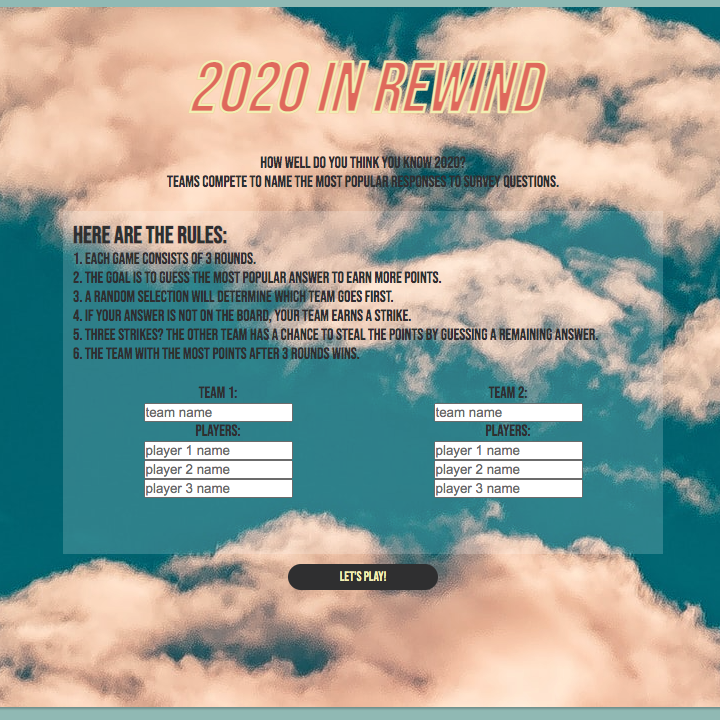 2020 IN REWIND
HOW WELL DO YOU THINK YOU KNOW 2020?
TEAMS COMPETE TO NAME THE MOST POPULAR RESPONSES TO SURVEY QUESTIONS.
HERE ARE THE RULES:
1. EACH GAME CONSISTS OF 3 ROUNDS.
2. THE GOAL IS TO GUESS THE MOST POPULAR ANSWER TO EARN MORE POINTS.
3. A RANDOM SELECTION WILL DETERMINE WHICH TEAM GOES FIRST.
4. IF YOUR ANSWER IS NOT ON THE BOARD, YOUR TEAM EARNS A STRIKE.
5. THREE STRIKES? THE OTHER TEAM HAS A CHANCE TO STEAL THE POINTS BY GUESSING A REMAINING ANSWER.
6. THE TEAM WITH THE MOST POINTS AFTER 3 ROUNDS WINS.
TEAM 1:
team name
PLAYERS:
player 1 name
player 2 name
player 3 name
TEAM 2:
team name
PLAYERS:
player 1 name
player 2 name
player 3 name
LET'S PLAY!